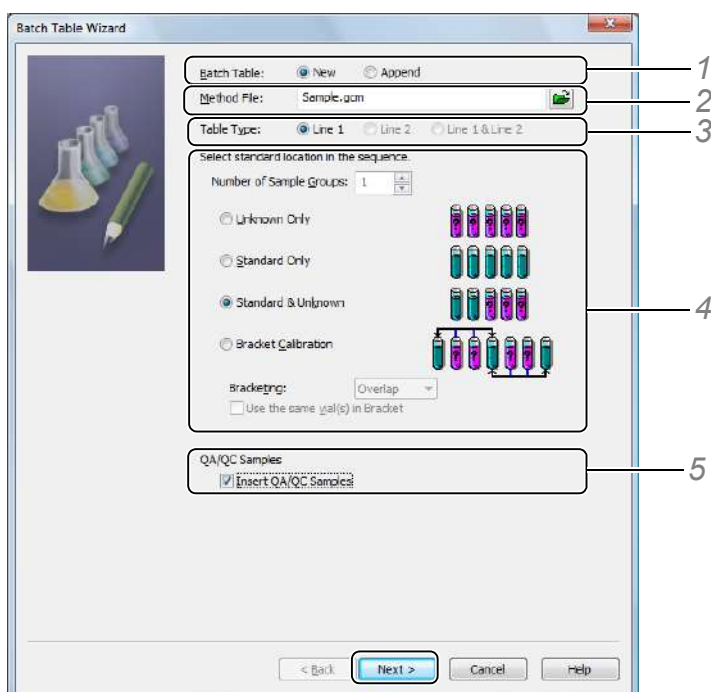 Batch Table Wizard
Batch Table: New Append 1
Method File: Sample.gcm 2
Table Type: Line 1 Line 2 Line 1 & Line 2 3
Select standard location in the sequence.
Number of Sample Groups: 1
Unknown Only
? ? ? ? ?
Standard Only
Standard & Unknown 4
? ? ?
Bracket Calibration
? ? ? ?
Bracketing: Overlap
Use the same vial(s) in Bracket
QA/QC Samples 5
Insert QA/QC Samples
< Back Next > Cancel Help